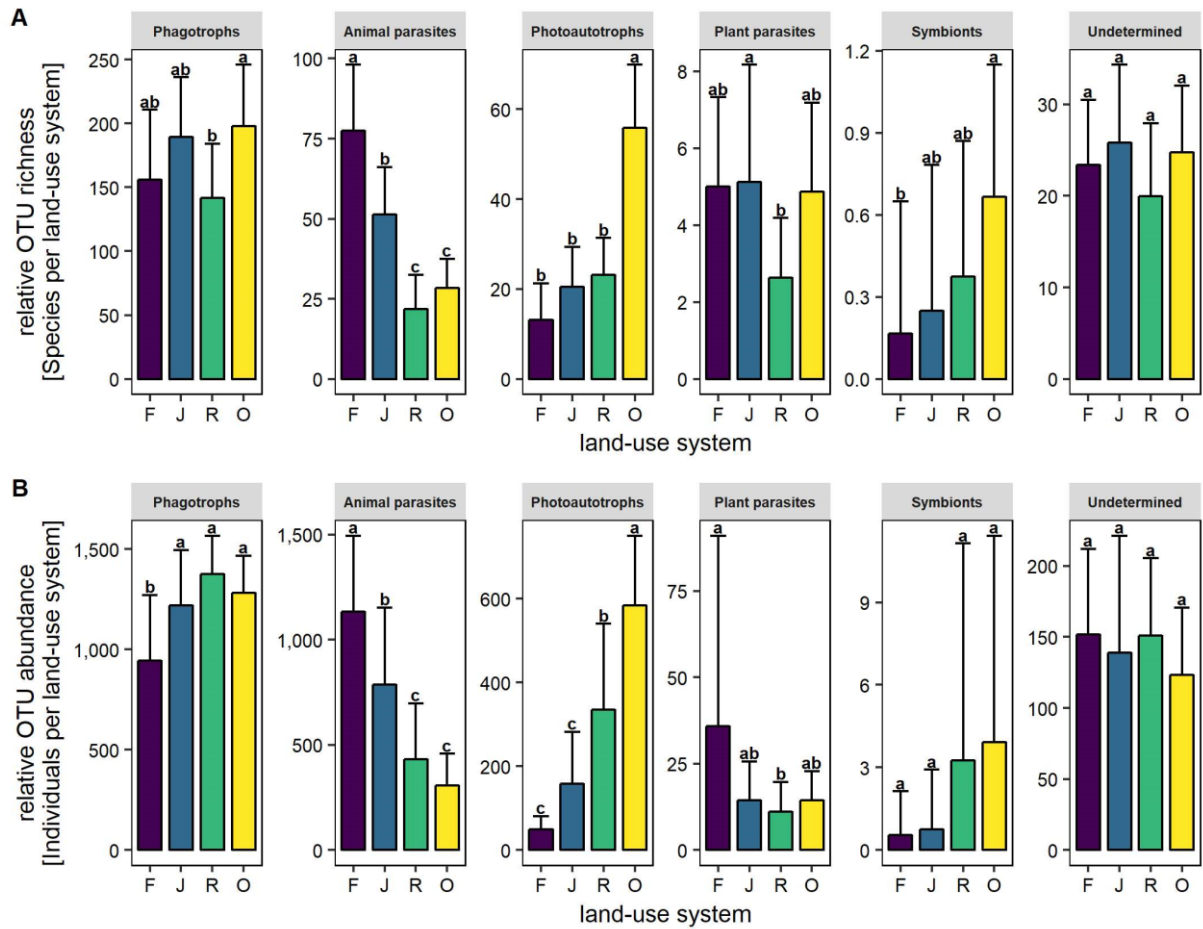 A
Phagotrophs Animal parasites Photoautotrophs Plant parasites Symbionts Undetermined
relative OTU richness
[Species per land-use system]
250
200
150
100
50
0
ab ab b a
F J R O
100
75
50
25
0
a b c c
F J R O
60
40
20
0
b b b a
F J R O
8
6
4
2
0
ab a b ab
F J R O
1.2
0.9
0.6
0.3
0.0
b ab ab a
F J R O
30
20
10
0
a a a a
F J R O
land-use system
B
Phagotrophs Animal parasites Photoautotrophs Plant parasites Symbionts Undetermined
relative OTU abundance
[Individuals per land-use system]
1,500
1,000
500
0
b a a a
F J R O
1,500
1,000
500
0
a b c c
F J R O
600
400
200
0
c c b a
F J R O
75
50
25
0
a ab b ab
F J R O
9
6
3
0
a a a a
F J R O
200
150
100
50
0
a a a a
F J R O
land-use system